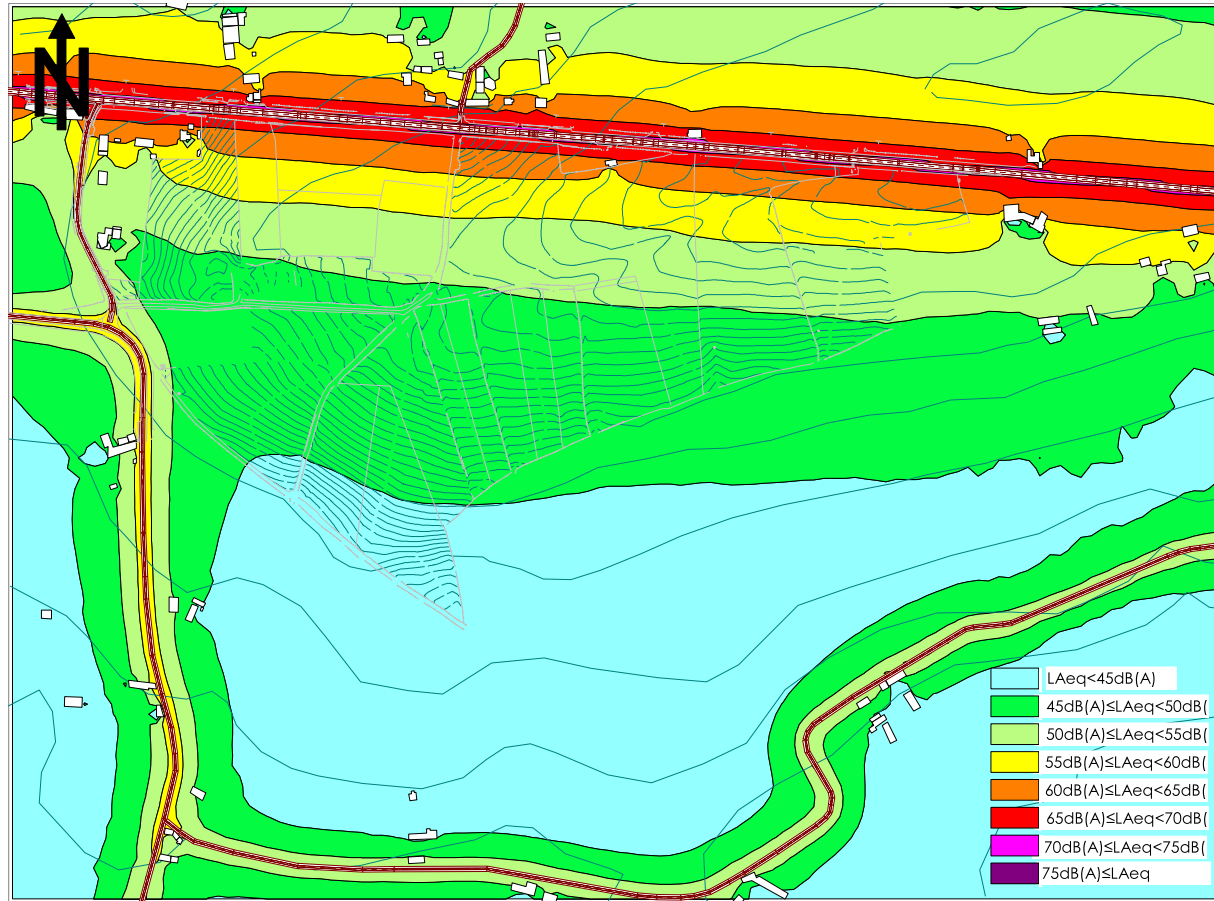 N
LAeq<45dB(A)
45dB(A)≤LAeq<50dB(
50dB(A)≤LAeq<55dB(
55dB(A)≤LAeq<60dB(
60dB(A)≤LAeq<65dB(
65dB(A)≤LAeq<70dB(
70dB(A)≤LAeq<75dB(
75dB(A)≤LAeq